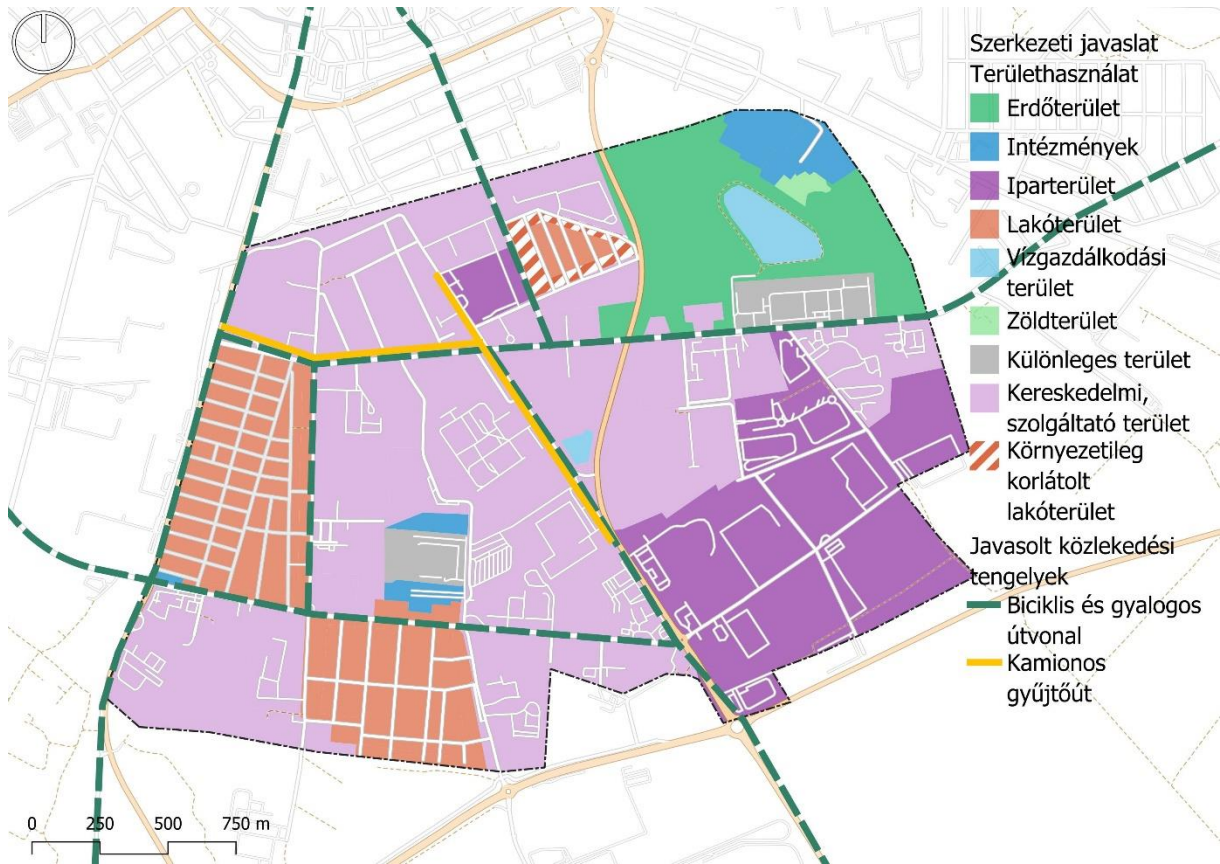 Szerkezeti javaslat
Területhasználat
Erdőterület
Intézmények
Iparterület
Lakóterület
Vízgazdálkodási
terület
Zöldterület
Különleges terület
Kereskedelmi,
szolgáltató terület
Környezetileg
korlátolt
lakóterület
Javasolt közlekedési
tengelyek
Biciklis és gyalogos
útvonal
Kamionos
gyűjtőút
0 250 500 750 m